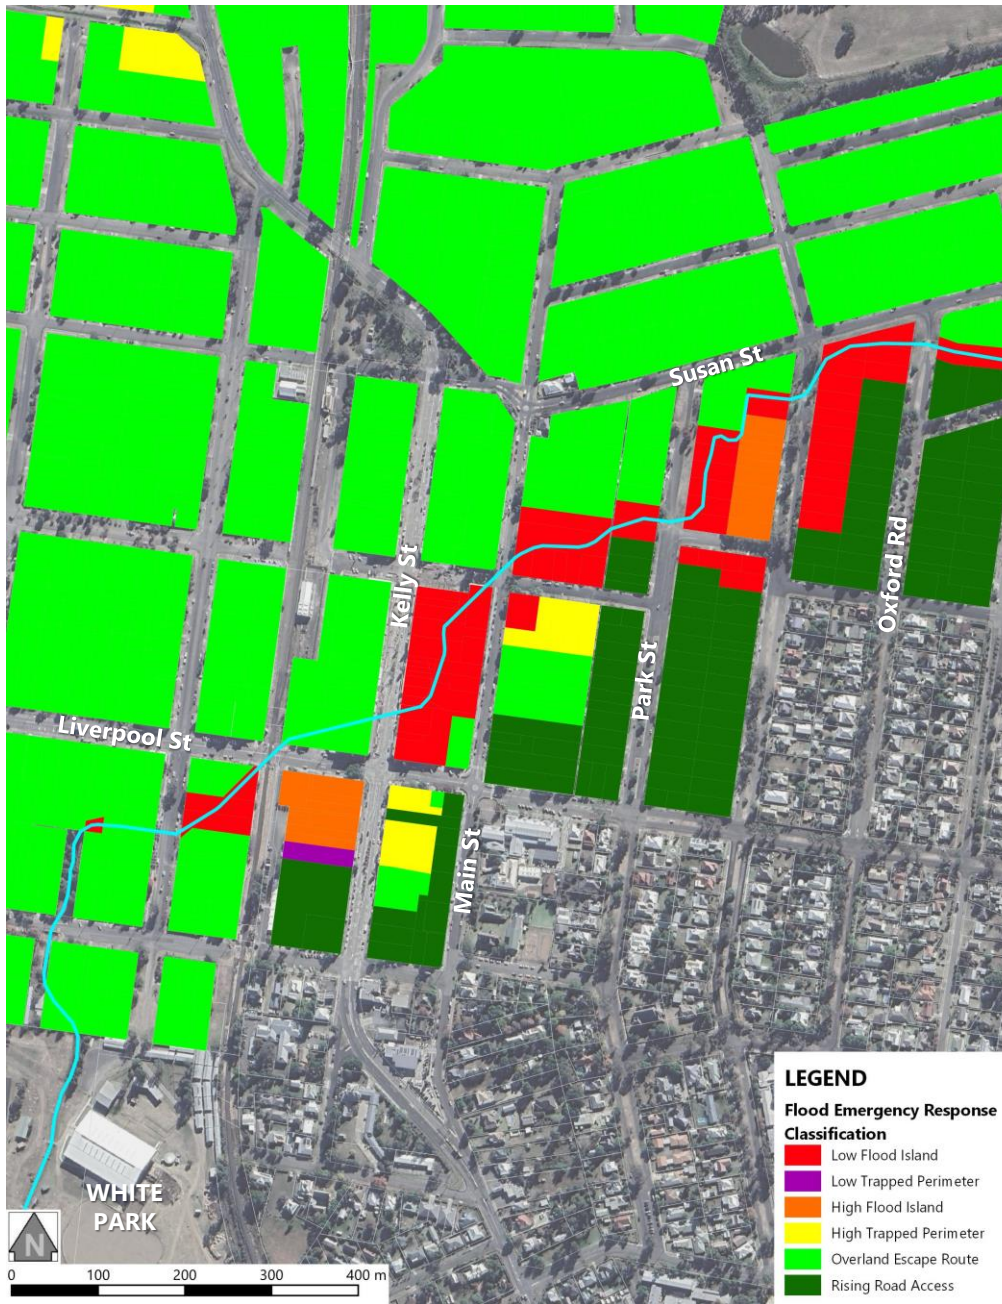 Susan St
Kelly St
Oxford Rd
Park St
Liverpool St
Main St
WHITE
PARK
N
0 100 200 300 400 m
LEGEND
Flood Emergency Response
Classification
Low Flood Island
Low Trapped Perimeter
High Flood Island
High Trapped Perimeter
Overland Escape Route
Rising Road Access